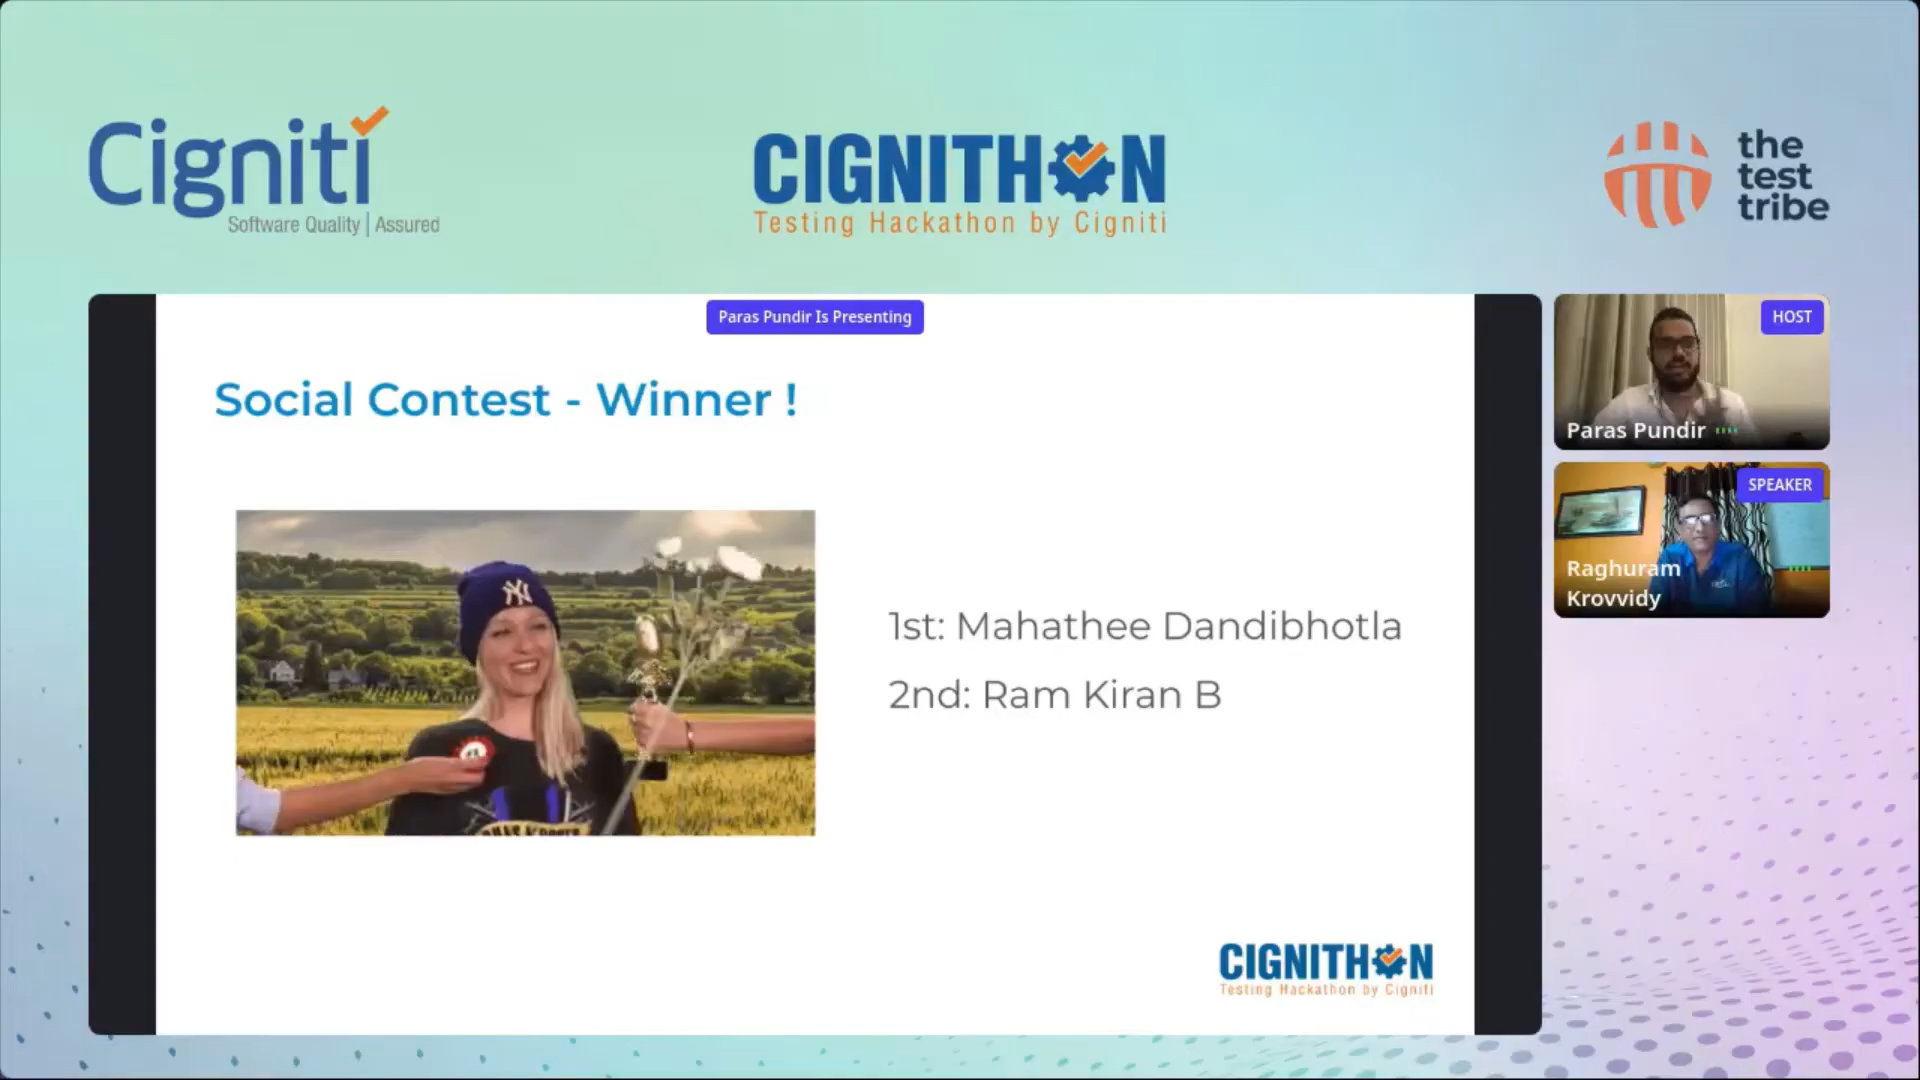 Cigniti
Software Quality | Assured
CIGNITHON
Testing Hackathon by Cigniti
the
test
tribe
Paras Pundir Is Presenting
Social Contest - Winner !
NY
1st: Mahathee Dandibhotla
2nd: Ram Kiran B
CIGNITHON
Testing Hackathon by Cigniti
HOST
Paras Pundir
SPEAKER
Raghuram
Krovvidy